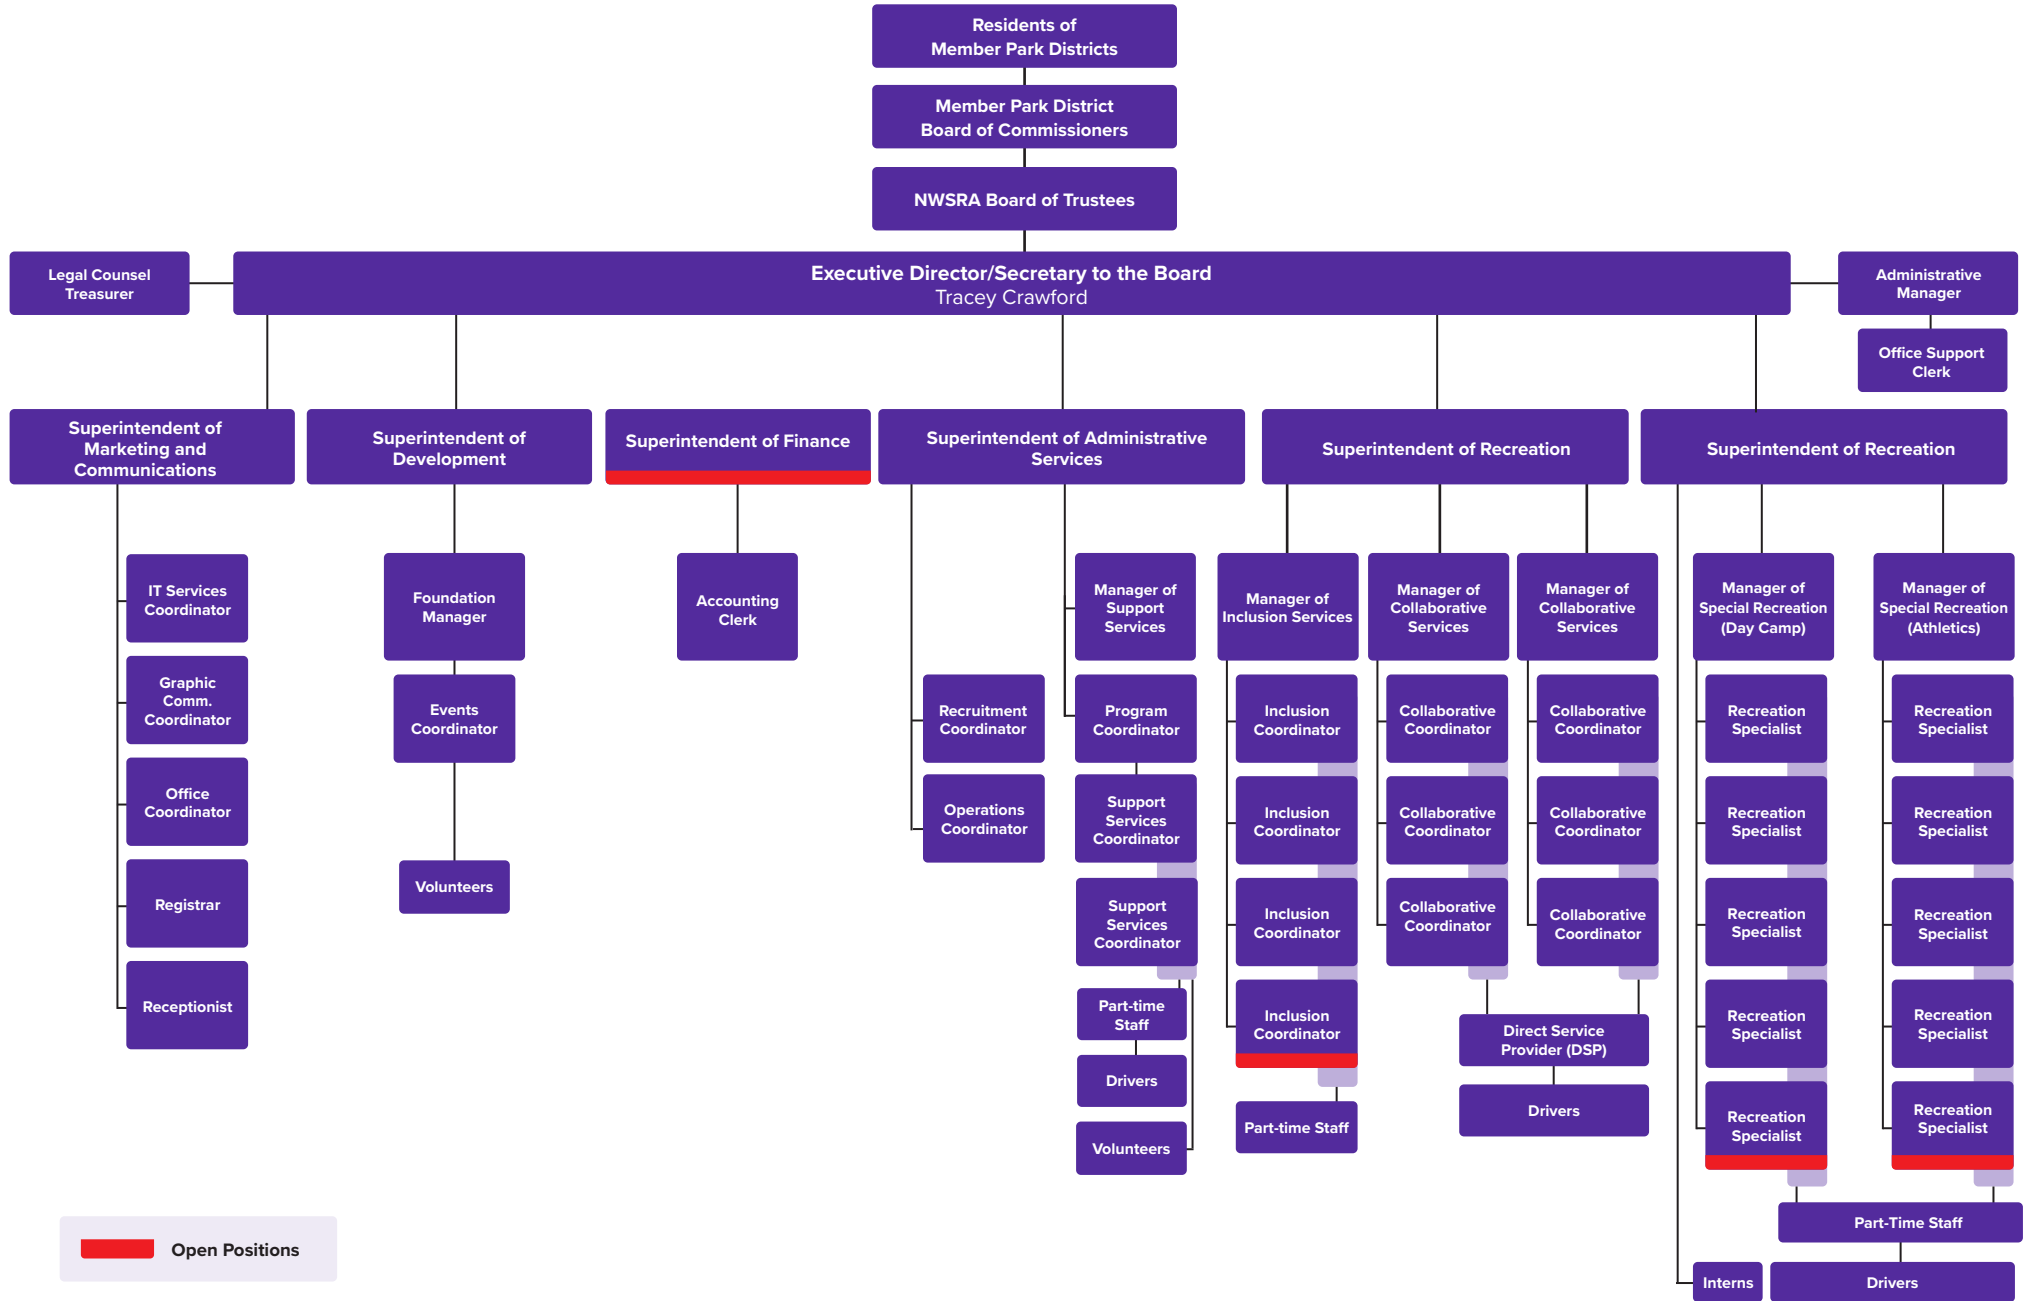 Residents of
Member Park Districts
Member Park District
Board of Commissioners
NWSRA Board of Trustees
Legal Counsel
Treasurer
Executive Director/Secretary to the Board
Tracey Crawford
Administrative
Manager
Office Support
Clerk
Superintendent of
Marketing and
Communications
Superintendent of
Development
Superintendent of Finance
Superintendent of Administrative
Services
Superintendent of Recreation
Superintendent of Recreation
IT Services
Coordinator
Graphic
Comm.
Coordinator
Office
Coordinator
Registrar
Receptionist
Foundation
Manager
Events
Coordinator
Volunteers
Accounting
Clerk
Recruitment
Coordinator
Operations
Coordinator
Manager of
Support
Services
Program
Coordinator
Support
Services
Coordinator
Support
Services
Coordinator
Part-time
Staff
Drivers
Volunteers
Manager of
Inclusion Services
Inclusion
Coordinator
Inclusion
Coordinator
Inclusion
Coordinator
Inclusion
Coordinator
Part-time Staff
Manager of
Collaborative
Services
Collaborative
Coordinator
Collaborative
Coordinator
Collaborative
Coordinator
Manager of
Collaborative
Services
Collaborative
Coordinator
Collaborative
Coordinator
Collaborative
Coordinator
Direct Service
Provider (DSP)
Drivers
Manager of
Special Recreation
(Day Camp)
Recreation
Specialist
Recreation
Specialist
Recreation
Specialist
Recreation
Specialist
Recreation
Specialist
Manager of
Special Recreation
(Athletics)
Recreation
Specialist
Recreation
Specialist
Recreation
Specialist
Recreation
Specialist
Recreation
Specialist
Part-Time Staff
Interns
Drivers
Open Positions